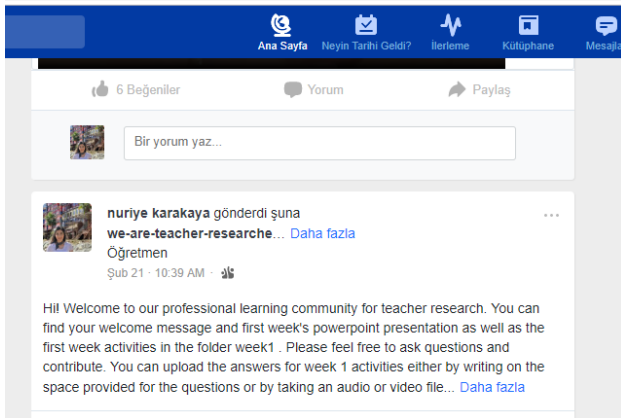 Ana Sayfa
Neyin Tarihi Geldi?
İlerleme
Kütüphane
Mesajla
6 Beğeniler
Yorum
Paylaş
Bir yorum yaz...
nuriye karakaya gönderdi şuna
we-are-teacher-researche... Daha fazla
Öğretmen
Şub 21 · 10:39 AM ·
Hi! Welcome to our professional learning community for teacher research. You can
find your welcome message and first week's powerpoint presentation as well as the
first week activities in the folder week1 . Please feel free to ask questions and
contribute. You can upload the answers for week 1 activities either by writing on the
space provided for the questions or by taking an audio or video file... Daha fazla